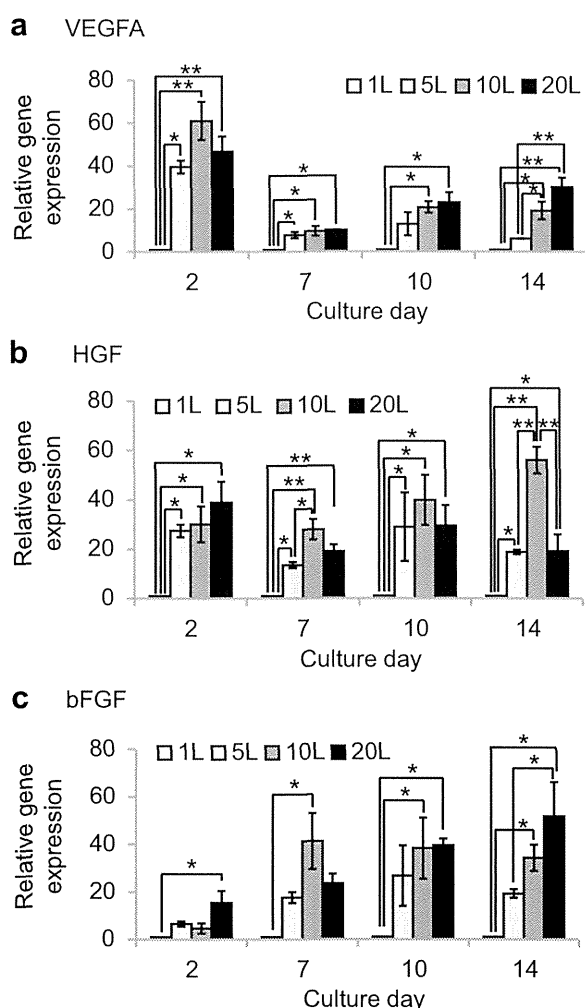 a VEGFA
Relative gene expression
80
60
40
20
0
1L 5L 10L 20L
** ** *
* * *
* *
** ** * *
2 7 10 14
Culture day
b HGF
Relative gene expression
80
60
40
20
0
1L 5L 10L 20L
* * *
** ** * *
* * *
* ** ** ** *
2 7 10 14
Culture day
c bFGF
Relative gene expression
80
60
40
20
0
1L 5L 10L 20L
*
*
* *
* * *
2 7 10 14
Culture day